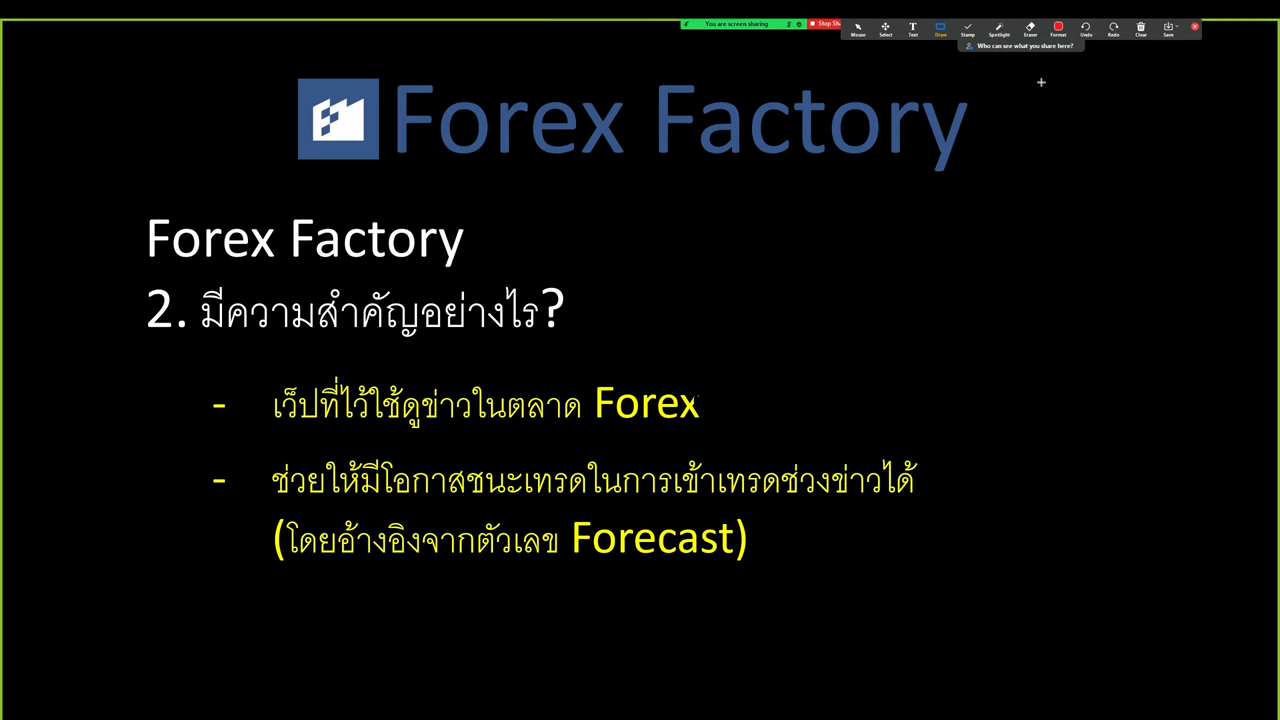 You are screen sharing
Stop Sh
Mouse Select Text Draw Stamp Spotlight Eraser Format Undo Redo Clear Save
Who can see what you share here?
Forex Factory
Forex Factory
2. มีความสำคัญอย่างไร?
- เว็ปที่ไว้ใช้ดูข่าวในตลาด Forex
- ช่วยให้มีโอกาสชนะเทรดในการเข้าเทรดช่วงข่าวได้
(โดยอ้างอิงจากตัวเลข Forecast)